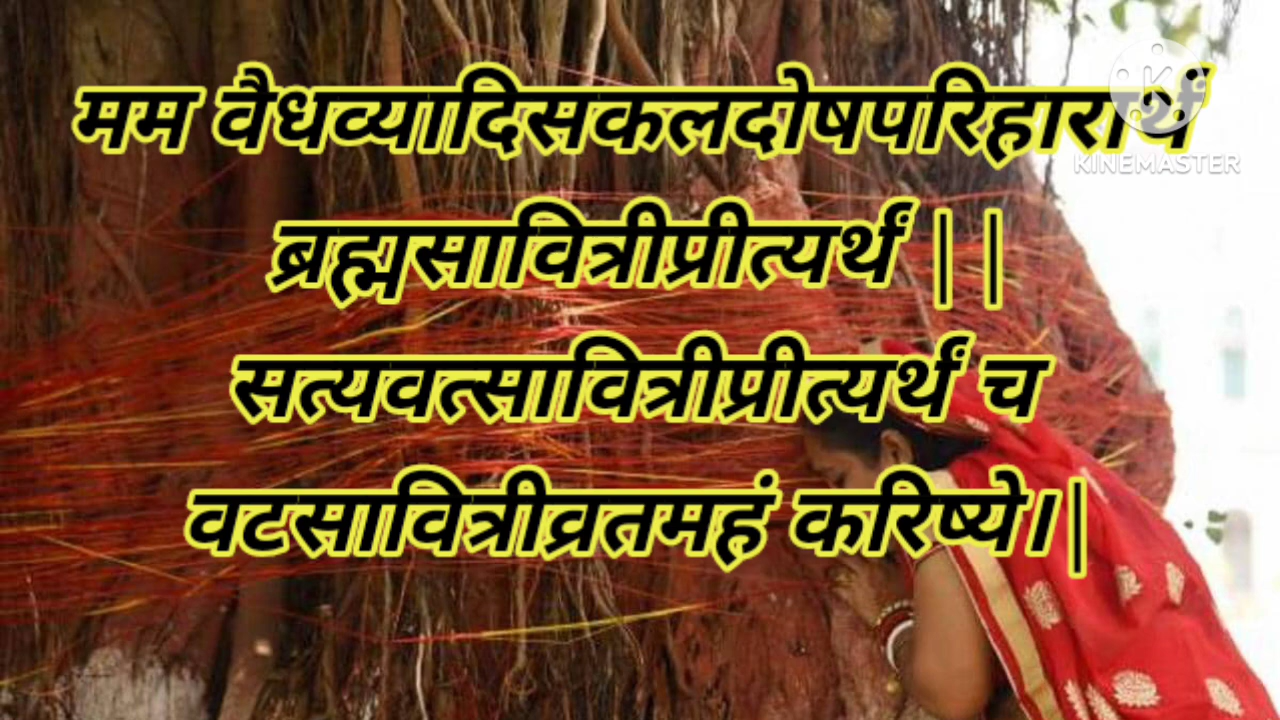 मम वैधव्यादिसकलदोषपरिहारार्थं
KINEMASTER
ब्रह्मसावित्रीप्रीत्यर्थं ||
सत्यवत्सावित्रीप्रीत्यर्थं च
वटसावित्रीव्रतमहं करिष्ये।|